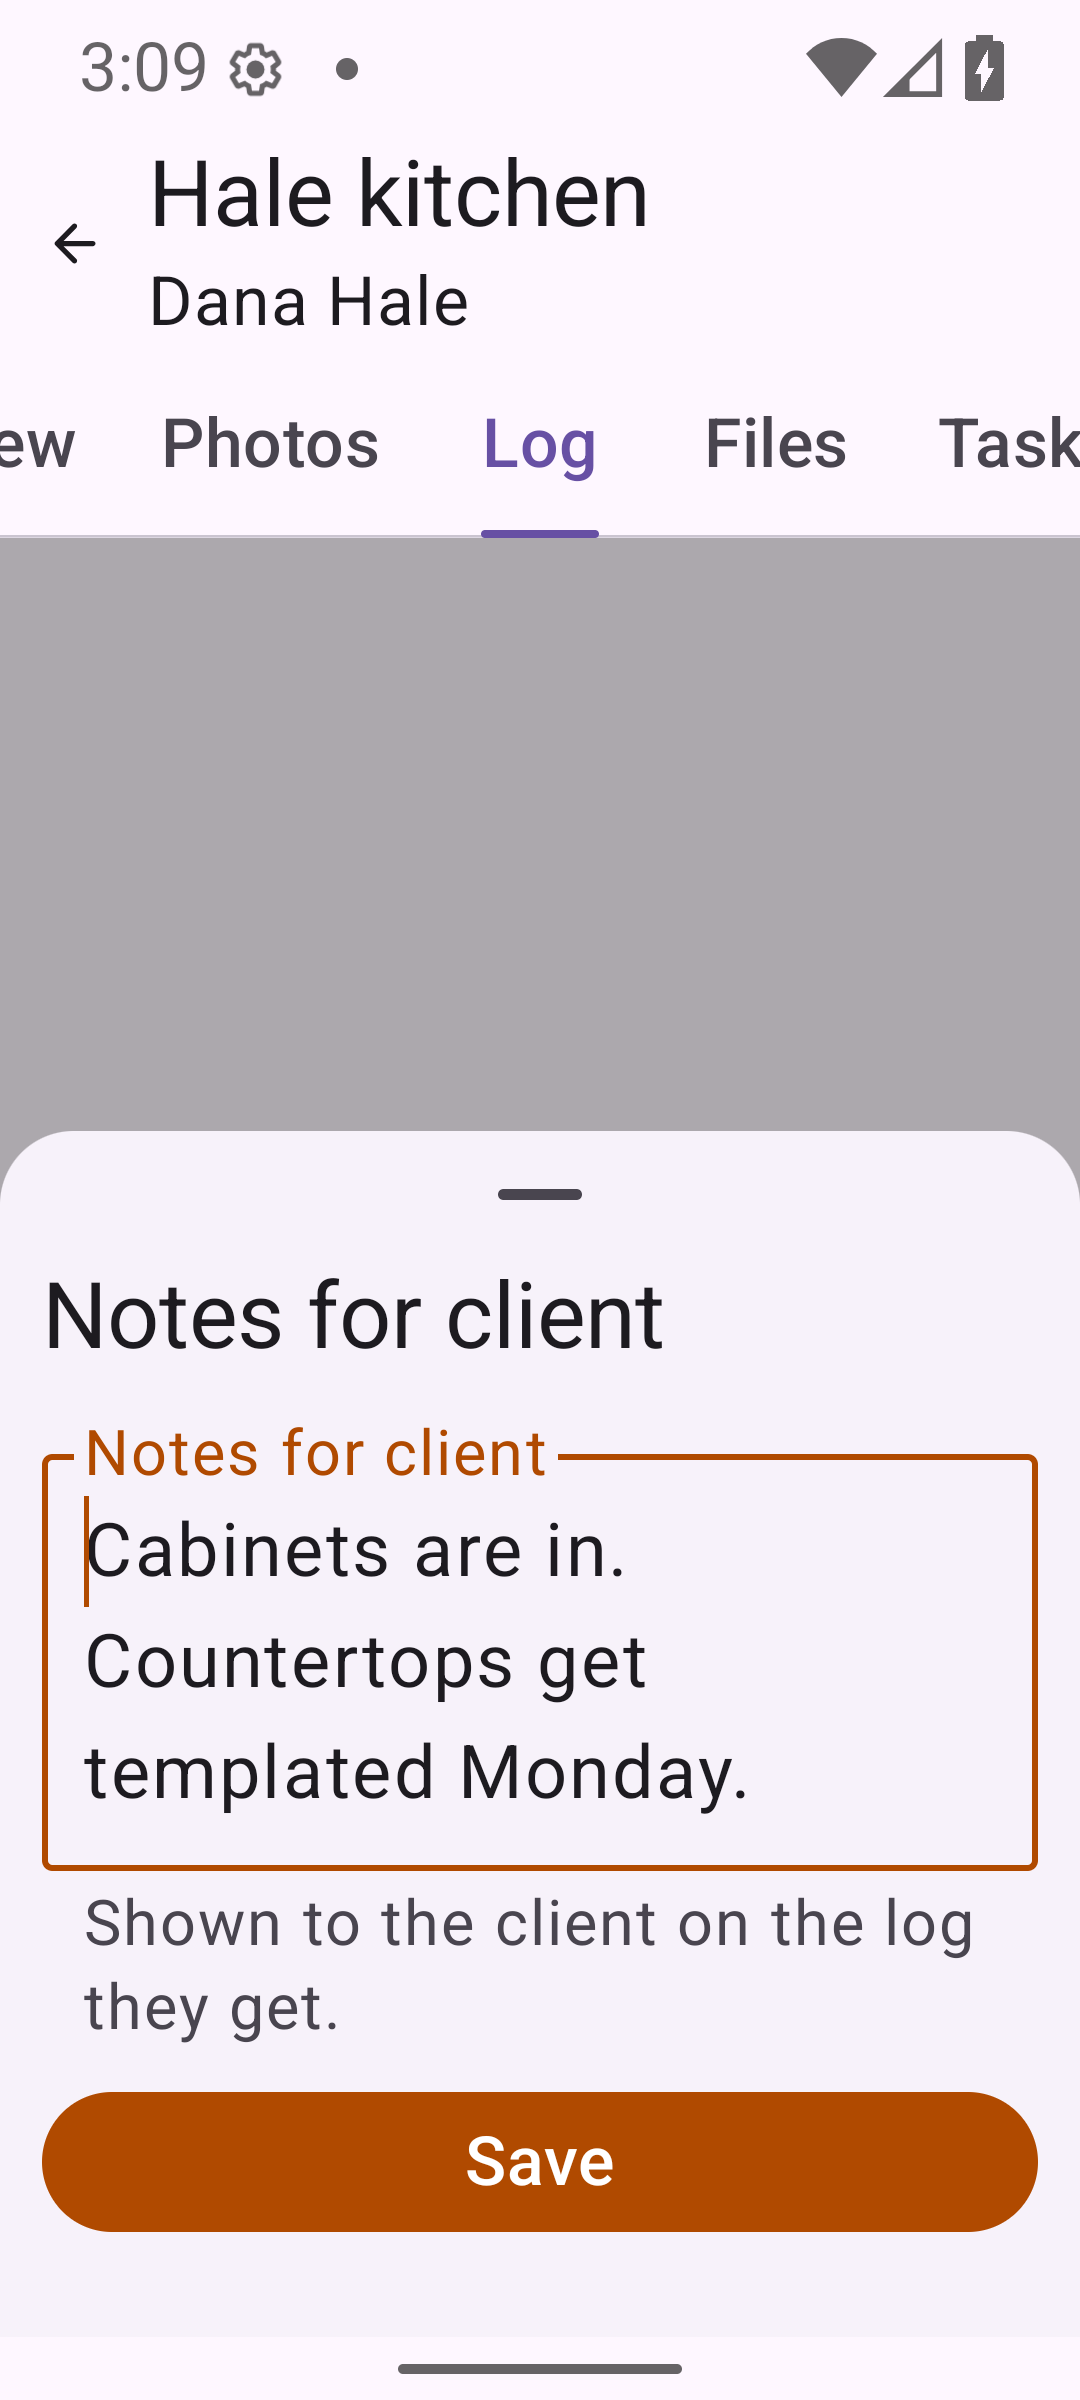 3:09
Hale kitchen
Dana Hale
ew Photos Log Files Task
Notes for client
Notes for client
Cabinets are in.
Countertops get
templated Monday.
Shown to the client on the log
they get.
Save